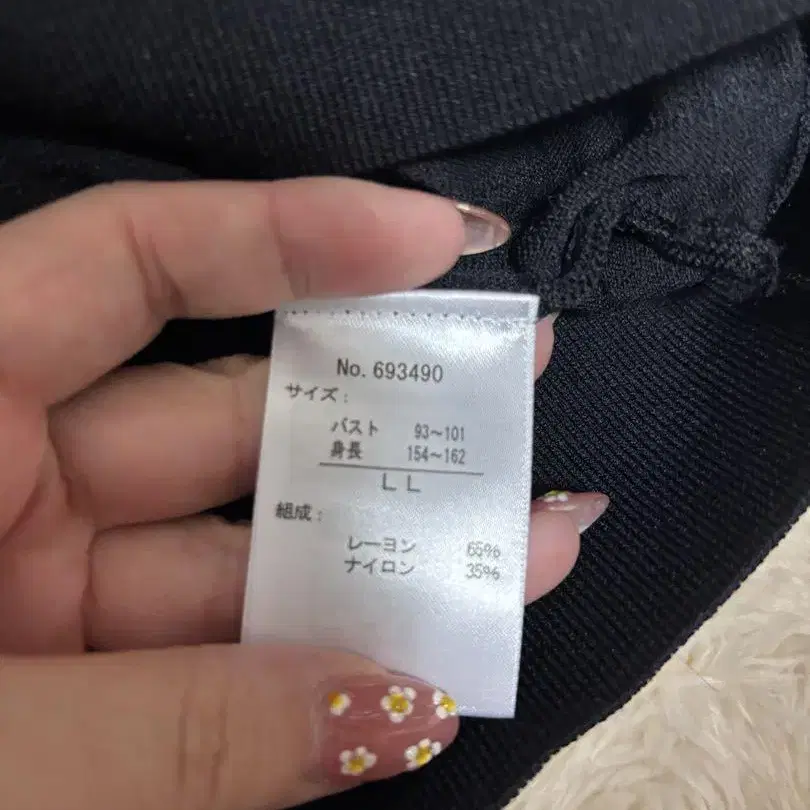 No. 693490
サイズ:
バスト 93~101
身長 154~162
LL
組成:
レーヨン 65%
ナイロン 35%